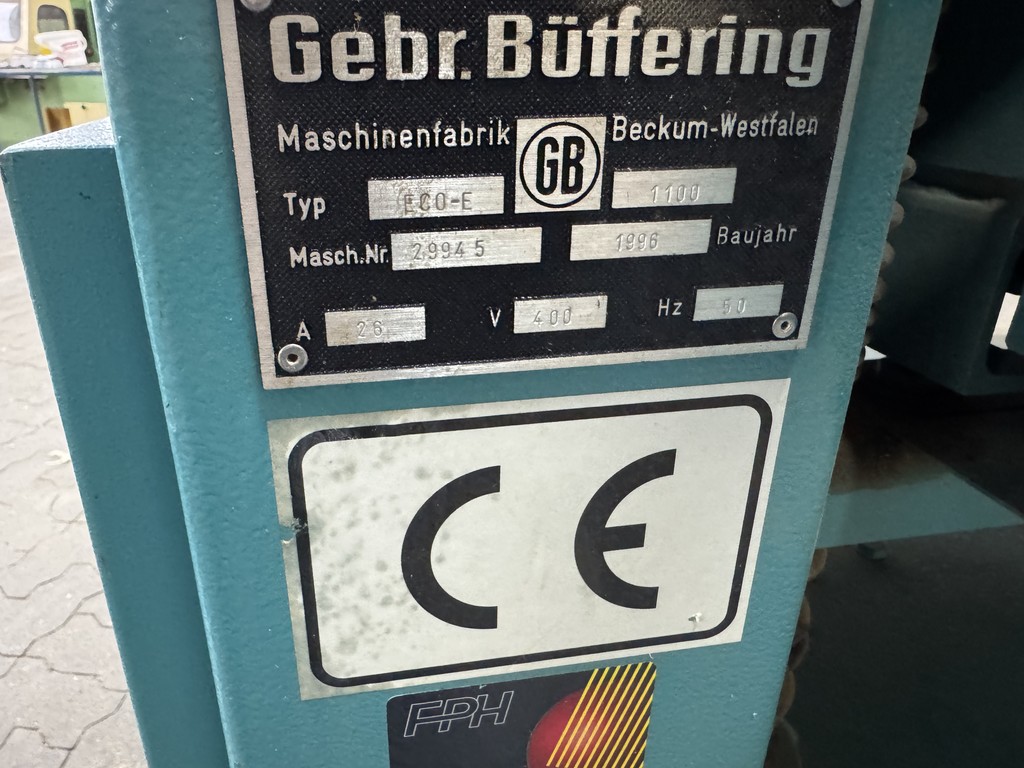 Gebr. Büffering
Maschinenfabrik GB Beckum-Westfalen
Typ ECO-E 1100
Masch.Nr. 29945 1996 Baujahr
A 26 V 400 Hz 50
CE
FPH